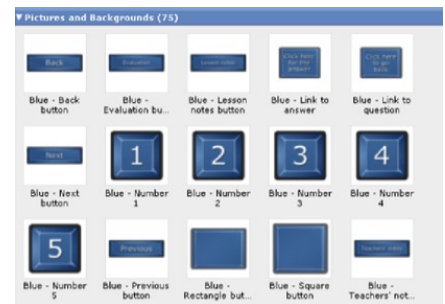 ▼ Pictures and Backgrounds (75)
Back
Evaluation
Lesson notes
Click here for the answer
Click here to go back
Blue - Back button
Blue - Evaluation bu...
Blue - Lesson notes button
Blue - Link to answer
Blue - Link to question
Next
1
2
3
4
Blue - Next button
Blue - Number 1
Blue - Number 2
Blue - Number 3
Blue - Number 4
5
Previous
Teachers' notes
Blue - Number 5
Blue - Previous button
Blue - Rectangle but...
Blue - Square button
Blue - Teachers' not...